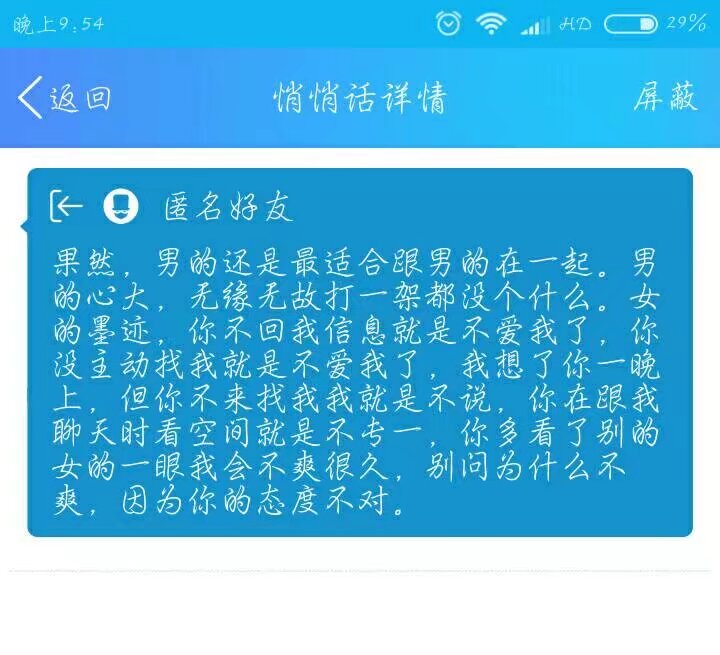 晚上9:54 HD 29%
返回 悄悄话详情 屏蔽
匿名好友
果然，男的还是最适合跟男的在一起。男
的心大，无缘无故打一架都没个什么。女
的墨迹，你不回我信息就是不爱我了，你
没主动找我就是不爱我了，我想了你一晚
上，但你不来找我我就是不说，你在跟我
聊天时看空间就是不专一，你多看了别的
女的一眼我会不爽很久，别问为什么不
爽，因为你的态度不对。